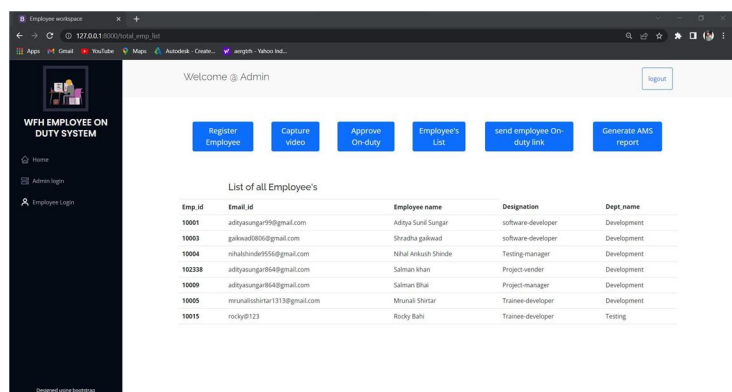 Employee workspace
127.0.0.1:8000/total_emp_list
Apps Gmail YouTube Maps Autodesk - Create... aergtrh - Yahoo Ind...
Welcome @ Admin
logout
WFH EMPLOYEE ON
DUTY SYSTEM
Home
Admin login
Employee Login
Register
Employee
Capture
video
Approve
On-duty
Employee's
List
send employee On-
duty link
Generate AMS
report
List of all Employee's
Emp_id Email_id Employee name Designation Dept_name
10001 adityasungar99@gmail.com Aditya Sunil Sungar software-developer Development
10003 gaikwad0806@gmail.com Shradha gaikwad software-developer Development
10004 nihalshinde9556@gmail.com Nihal Ankush Shinde Testing-manager Development
102338 adityasungar864@gmail.com Salman khan Project-vender Development
10009 adityasungar864@gmail.com Salman Bhai Project-manager Development
10005 mrunalisshirtar1313@gmail.com Mrunali Shirtar Trainee-developer Development
10015 rocky@123 Rocky Bahi Trainee-developer Testing
Designed using bootstrap